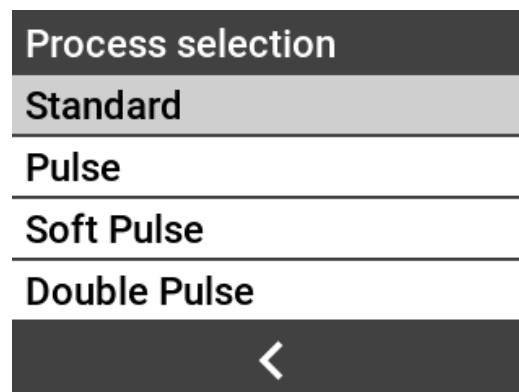 Process selection
Standard
Pulse
Soft Pulse
Double Pulse